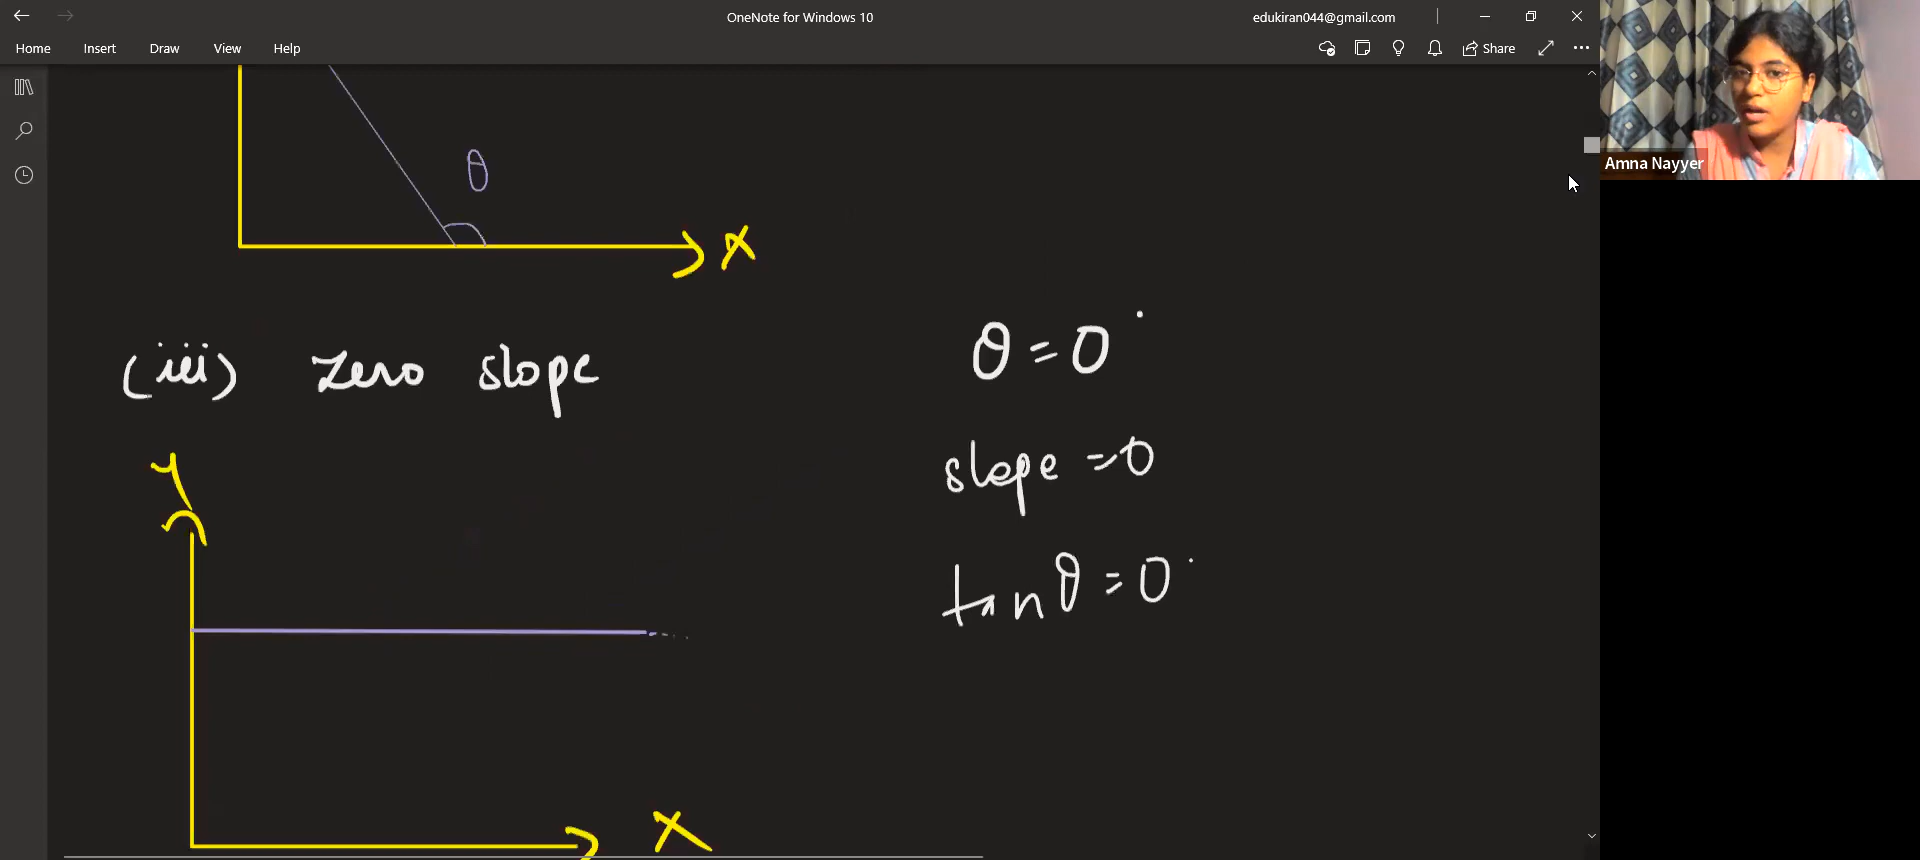 OneNote for Windows 10
edukiran044@gmail.com
Home Insert Draw View Help
Share
Amna Nayyer
θ
X
(iii) zero slope
θ = 0°
slope = 0
tan θ = 0
Y
X